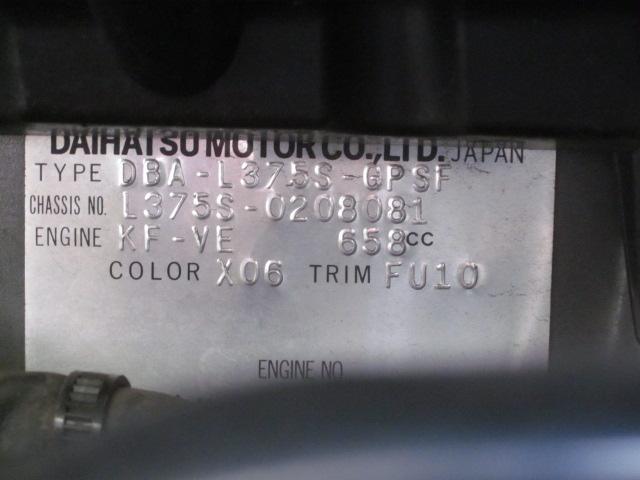 DAIHATSU MOTOR CO.,LTD. JAPAN
TYPE DBA-L375S-GPSF
CHASSIS NO. L375S-0208081
ENGINE KF-VE 658CC
COLOR X06 TRIM FU10
ENGINE NO.